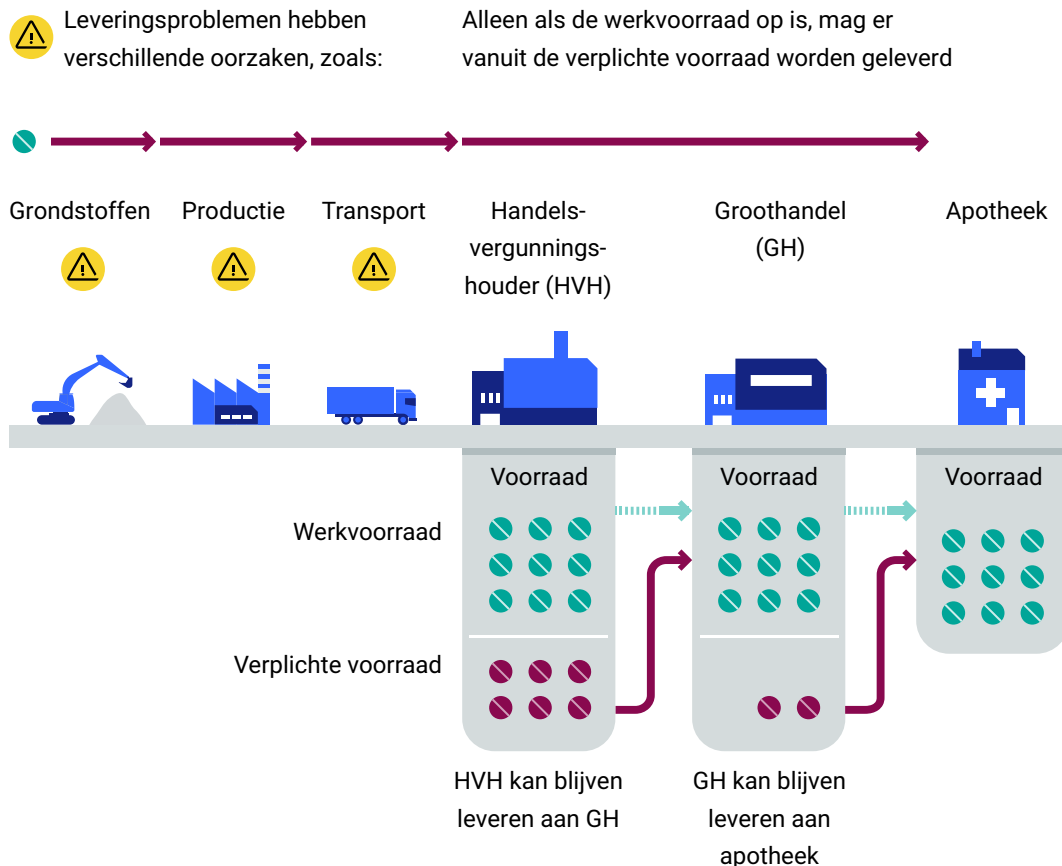 Leveringsproblemen hebben
verschillende oorzaken, zoals:
Alleen als de werkvoorraad op is, mag er
vanuit de verplichte voorraad worden geleverd
Grondstoffen
Productie
Transport
Handels-
vergunnings-
houder (HVH)
Groothandel
(GH)
Apotheek
Voorraad
Voorraad
Voorraad
Werkvoorraad
Verplichte voorraad
HVH kan blijven
leveren aan GH
GH kan blijven
leveren aan
apotheek